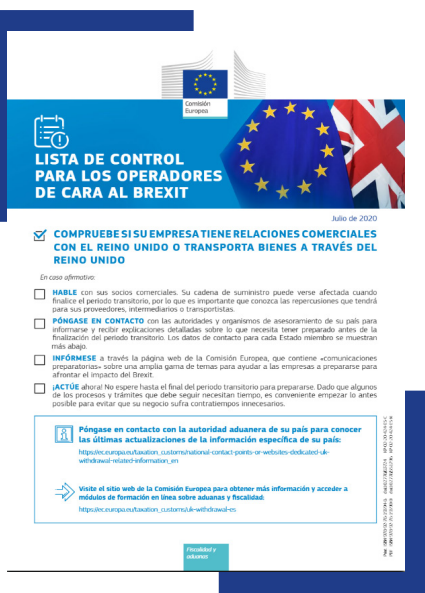 Comisión
Europea
LISTA DE CONTROL
PARA LOS OPERADORES
DE CARA AL BREXIT
Julio de 2020
COMPRUEBE SI SU EMPRESA TIENE RELACIONES COMERCIALES
CON EL REINO UNIDO O TRANSPORTA BIENES A TRAVÉS DEL
REINO UNIDO
En caso afirmativo:
HABLE con sus socios comerciales. Su cadena de suministro puede verse afectada cuando
finalice el periodo transitorio, por lo que es importante que conozca las repercusiones que tendrá
para sus proveedores, intermediarios o transportistas.
PÓNGASE EN CONTACTO con las autoridades y organismos de asesoramiento de su país para
informarse y recibir explicaciones detalladas sobre lo que necesita tener preparado antes de la
finalización del periodo transitorio. Los datos de contacto para cada Estado miembro se muestran
más abajo.
INFÓRMESE a través la página web de la Comisión Europea, que contiene «comunicaciones
preparatorias» sobre una amplia gama de temas para ayudar a las empresas a prepararse para
afrontar el impacto del Brexit.
¡ACTÚE ahora! No espere hasta el final del periodo transitorio para prepararse. Dado que algunos
de los procesos y trámites que debe seguir necesitan tiempo, es conveniente empezar lo antes
posible para evitar que su negocio sufra contratiempos innecesarios.
Póngase en contacto con la autoridad aduanera de su país para conocer
las últimas actualizaciones de la información específica de su país:
https://ec.europa.eu/taxation_customs/national-contact-points-or-websites-dedicated-uk-
withdrawal-related-information_en
Visite el sitio web de la Comisión Europea para obtener más información y acceder a
módulos de formación en línea sobre aduanas y fiscalidad:
https://ec.europa.eu/taxation_customs/uk-withdrawal-es
Fiscalidad y
aduanas